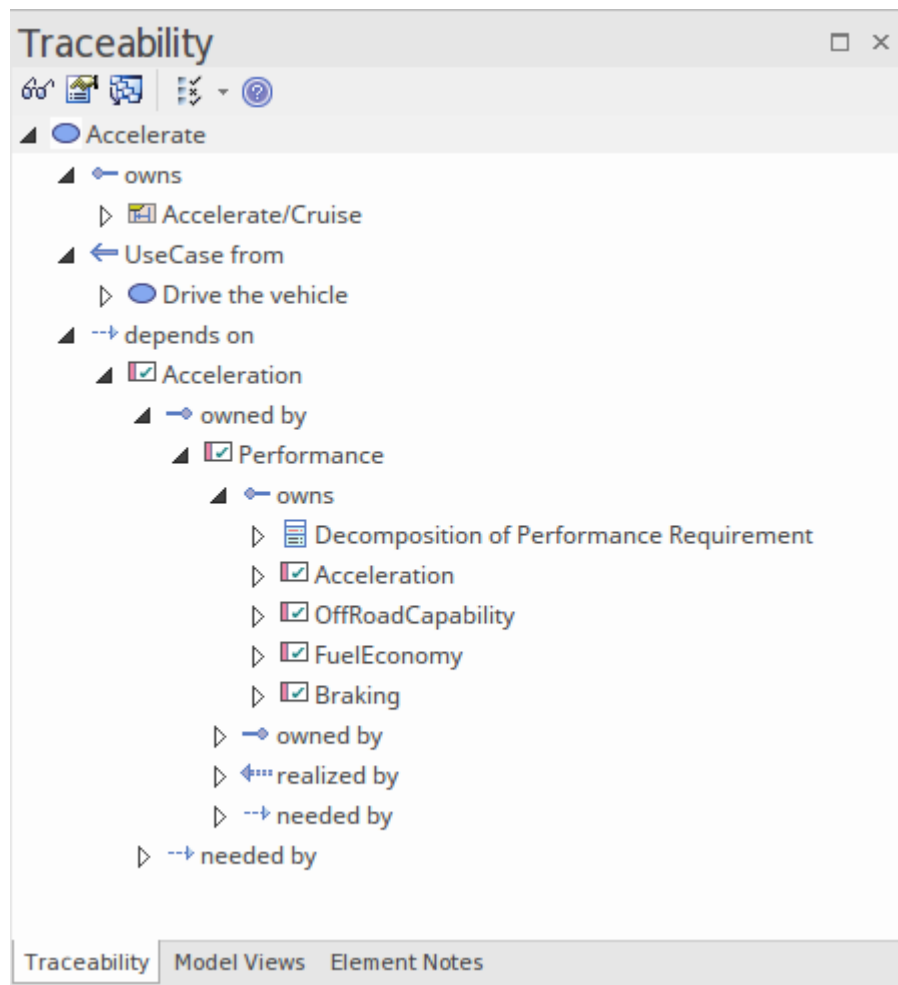 Traceability
Accelerate
owns
Accelerate/Cruise
UseCase from
Drive the vehicle
depends on
Acceleration
owned by
Performance
owns
Decomposition of Performance Requirement
Acceleration
OffRoadCapability
FuelEconomy
Braking
owned by
realized by
needed by
needed by
Traceability Model Views Element Notes